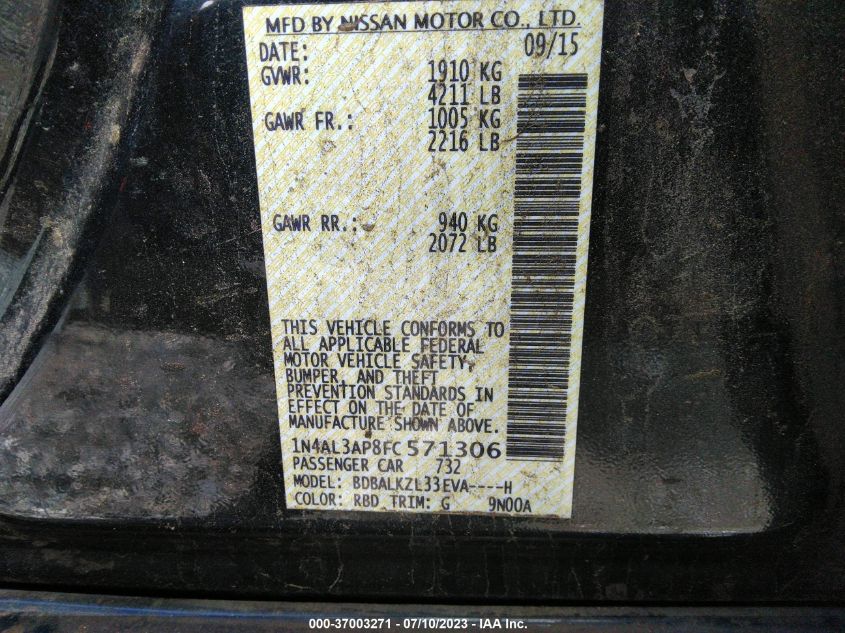 MFD BY NISSAN MOTOR CO., LTD.
DATE: 09/15
GVWR: 1910 KG
4211 LB
GAWR FR.: 1005 KG
2216 LB
GAWR RR.: 940 KG
2072 LB
THIS VEHICLE CONFORMS TO
ALL APPLICABLE FEDERAL
MOTOR VEHICLE SAFETY,
BUMPER, AND THEFT
PREVENTION STANDARDS IN
EFFECT ON THE DATE OF
MANUFACTURE SHOWN ABOVE.
1N4AL3AP8FC571306
PASSENGER CAR 732
MODEL: BDBALKZL33EVA----H
COLOR: RBD TRIM: G 9N00A
000-37003271 - 07/10/2023 - IAA Inc.